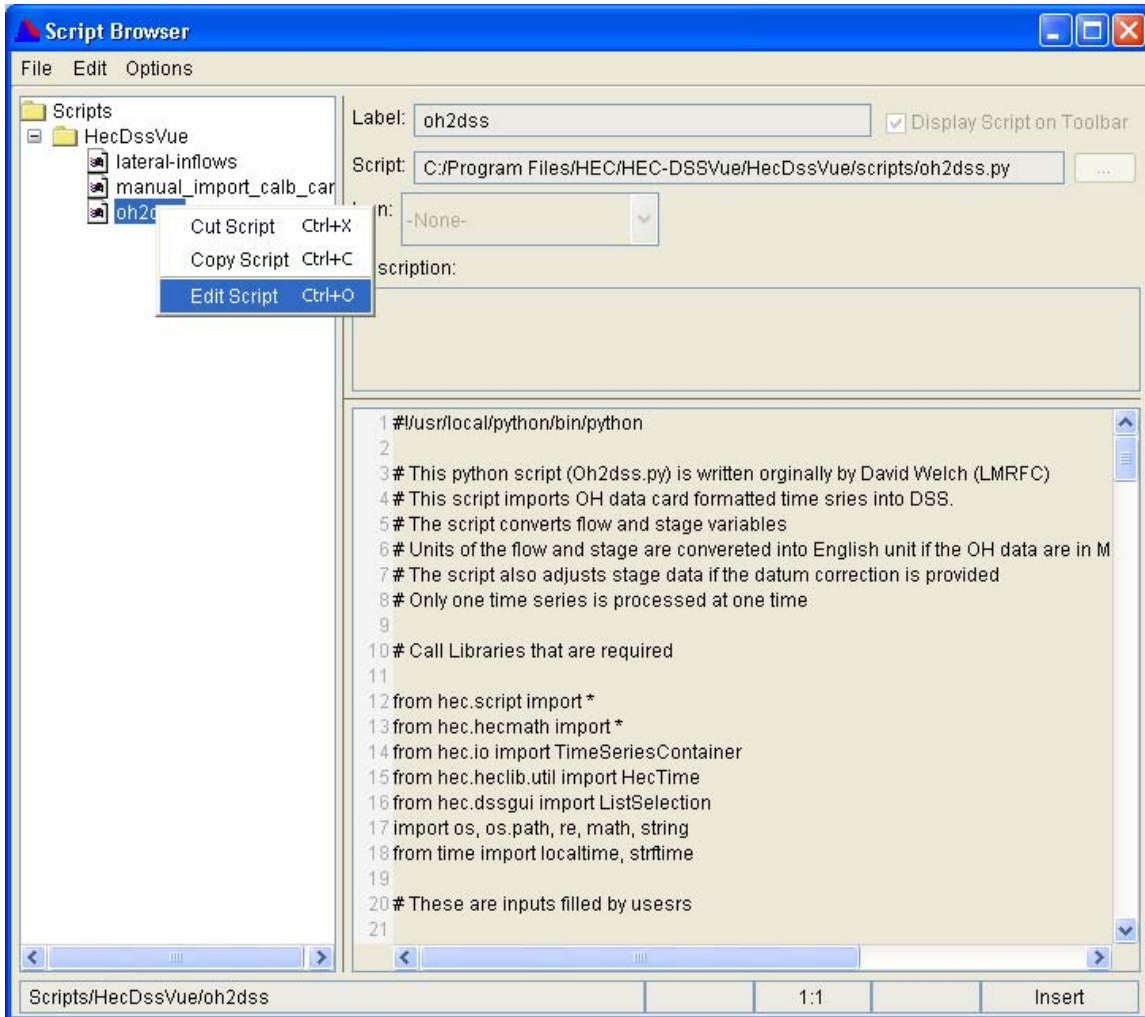 Script Browser
File Edit Options
Scripts
HecDssVue
lateral-inflows
manual_import_calb_car
oh2d
Cut Script Ctrl+X
Copy Script Ctrl+C
Edit Script Ctrl+O
Label: oh2dss
Display Script on Toolbar
Script: C:/Program Files/HEC/HEC-DSSVue/HecDssVue/scripts/oh2dss.py ...
n: -None-
scription:
1 #!/usr/local/python/bin/python
2
3 # This python script (Oh2dss.py) is written orginally by David Welch (LMRFC)
4 # This script imports OH data card formatted time sries into DSS.
5 # The script converts flow and stage variables
6 # Units of the flow and stage are convereted into English unit if the OH data are in M
7 # The script also adjusts stage data if the datum correction is provided
8 # Only one time series is processed at one time
9
10 # Call Libraries that are required
11
12 from hec.script import *
13 from hec.hecmath import *
14 from hec.io import TimeSeriesContainer
15 from hec.heclib.util import HecTime
16 from hec.dssgui import ListSelection
17 import os, os.path, re, math, string
18 from time import localtime, strftime
19
20 # These are inputs filled by usesrs
21
Scripts/HecDssVue/oh2dss 1:1 Insert